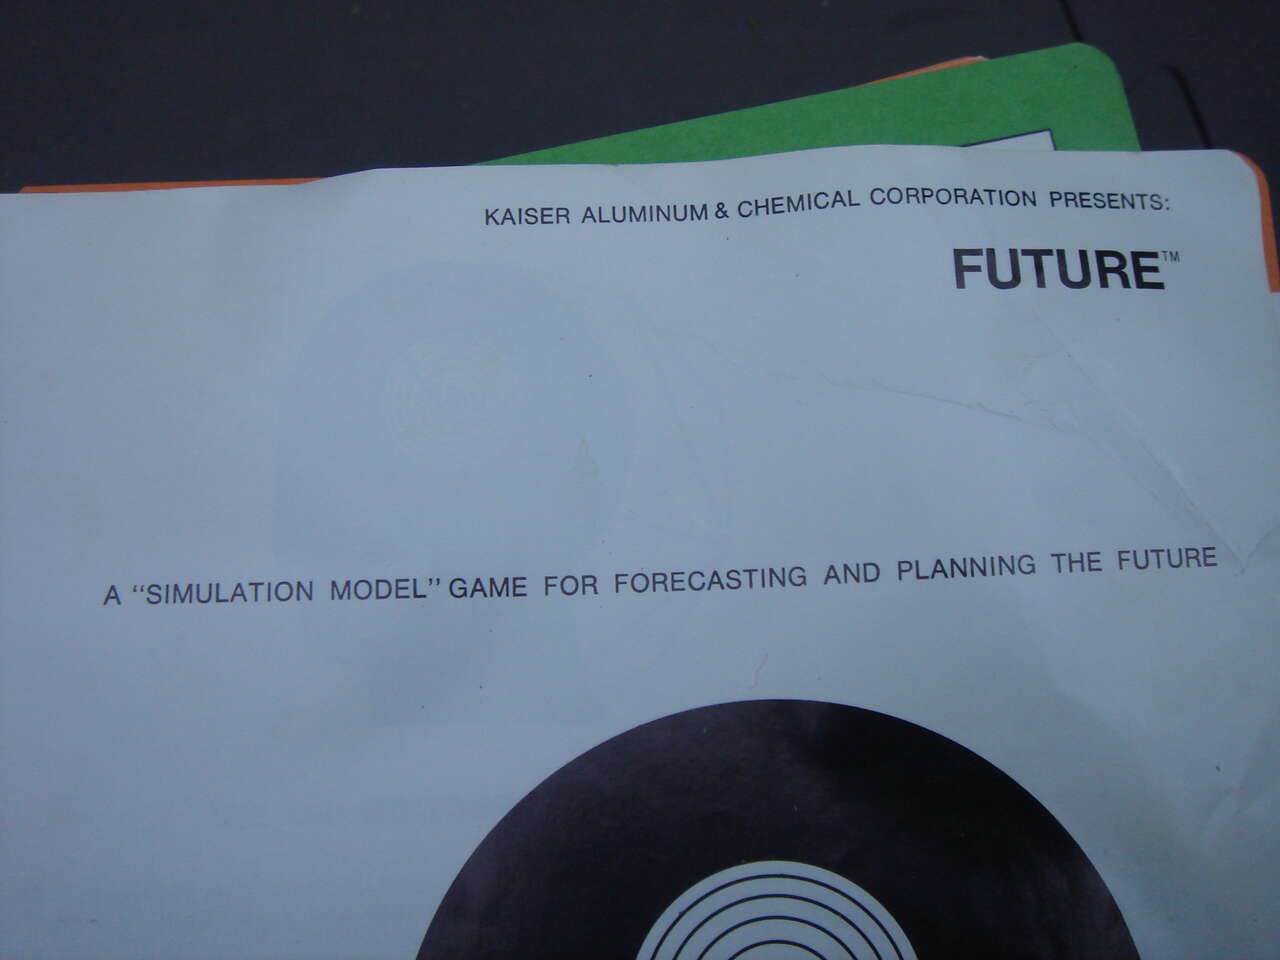 KAISER ALUMINUM & CHEMICAL CORPORATION PRESENTS:
FUTURE™
A "SIMULATION MODEL" GAME FOR FORECASTING AND PLANNING THE FUTURE